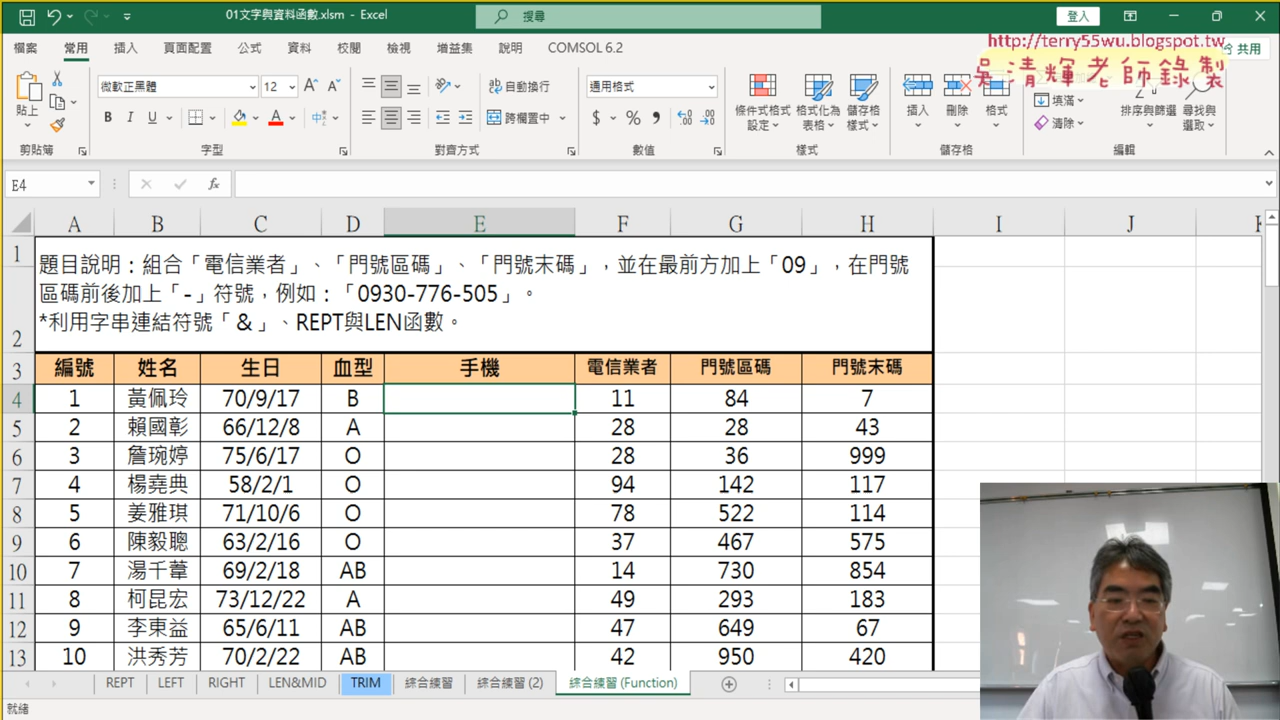 01文字與資料函數.xlsm - Excel
搜尋
登入
檔案 常用 插入 頁面配置 公式 資料 校閱 檢視 增益集 說明 COMSOL 6.2
共用
http://terry55wu.blogspot.tw
吳清輝老師錄製
貼上
微軟正黑體 12
B I U
自動換行
跨欄置中
通用格式
$ % 9
條件式格式設定
格式化為表格
儲存格樣式
插入 刪除 格式
填滿
清除
排序與篩選
尋找與選取
剪貼簿 字型 對齊方式 數值 樣式 儲存格 編輯
E4
fx
A B C D E F G H I J K
1 題目說明：組合「電信業者」、「門號區碼」、「門號末碼」，並在最前方加上「09」，在門號
區碼前後加上「-」符號，例如：「0930-776-505」。
2 *利用字串連結符號「&」、REPT與LEN函數。
3 編號 姓名 生日 血型 手機 電信業者 門號區碼 門號末碼
4 1 黃佩玲 70/9/17 B 11 84 7
5 2 賴國彰 66/12/8 A 28 28 43
6 3 詹琬婷 75/6/17 O 28 36 999
7 4 楊堯典 58/2/1 O 94 142 117
8 5 姜雅琪 71/10/6 O 78 522 114
9 6 陳毅聰 63/2/16 O 37 467 575
10 7 湯千葦 69/2/18 AB 14 730 854
11 8 柯昆宏 73/12/22 A 49 293 183
12 9 李東益 65/6/11 AB 47 649 67
13 10 洪秀芳 70/2/22 AB 42 950 420
REPT LEFT RIGHT LEN&MID TRIM 綜合練習 綜合練習 (2) 綜合練習 (Function)
就緒